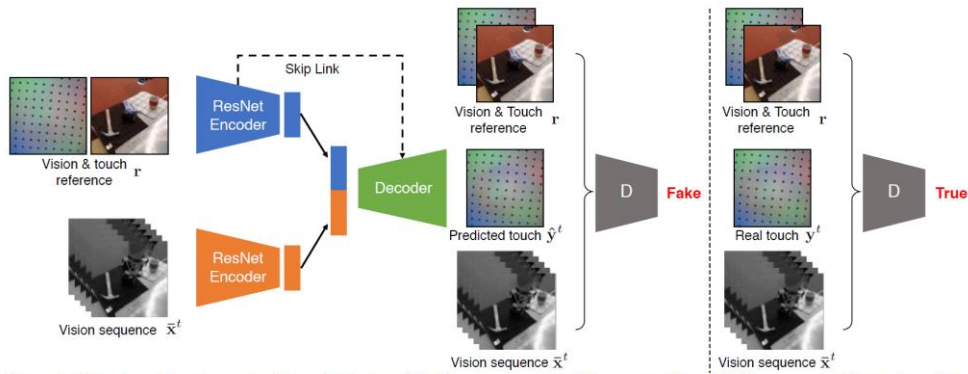 Skip Link
ResNet
Encoder
Vision & touch
reference r
Decoder
ResNet
Encoder
Vision sequence x̄ᵗ
Vision & Touch
reference r
Predicted touch ŷᵗ
Vision sequence x̄ᵗ
D
Fake
Vision & Touch
reference r
Real touch yᵗ
Vision sequence x̄ᵗ
D
True